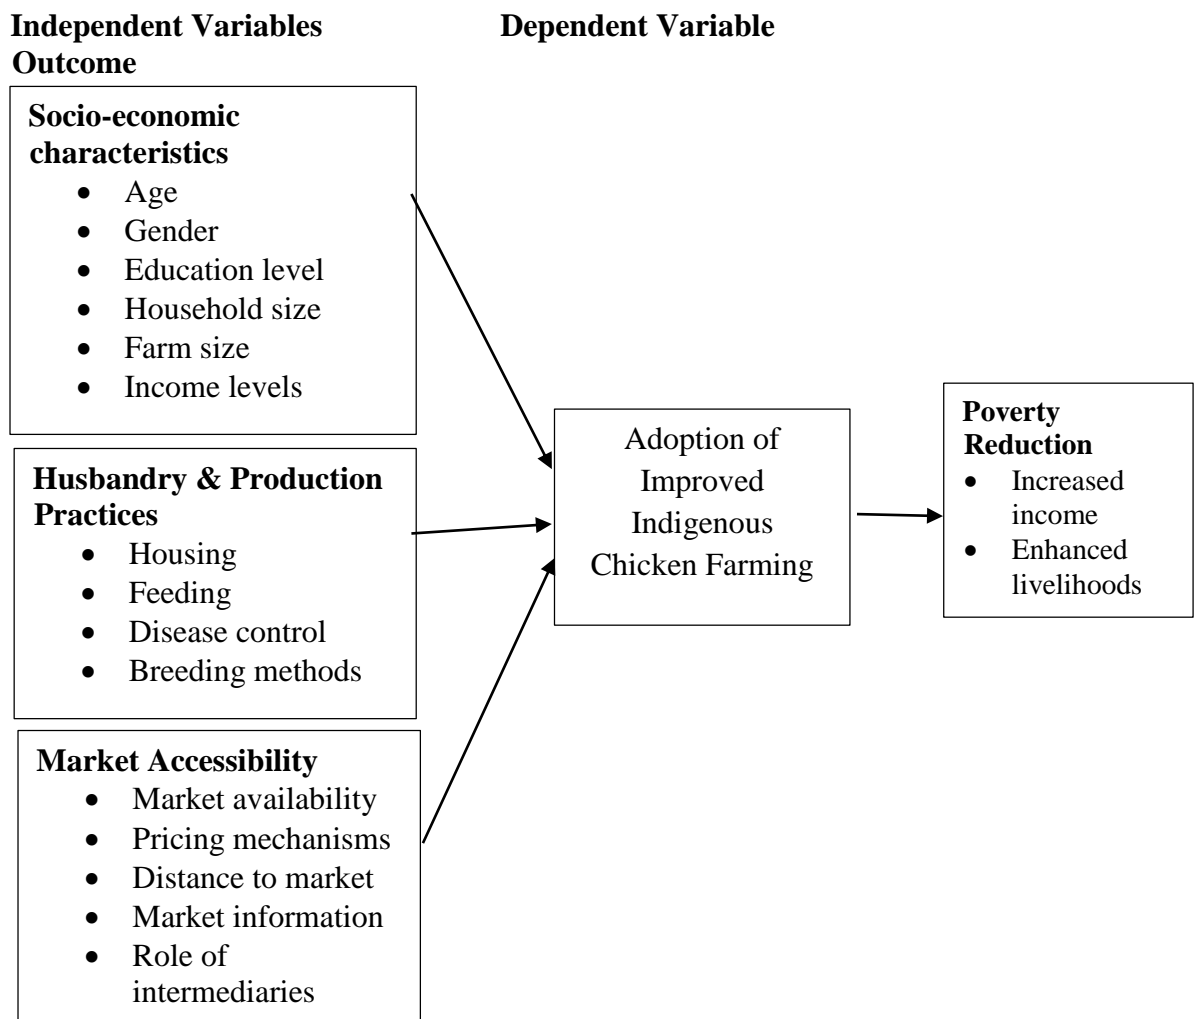 Independent Variables Dependent Variable
Outcome
Socio-economic
characteristics
• Age
• Gender
• Education level
• Household size
• Farm size
• Income levels
Husbandry & Production
Practices
• Housing
• Feeding
• Disease control
• Breeding methods
Market Accessibility
• Market availability
• Pricing mechanisms
• Distance to market
• Market information
• Role of
intermediaries
Adoption of
Improved
Indigenous
Chicken Farming
Poverty
Reduction
• Increased
income
• Enhanced
livelihoods